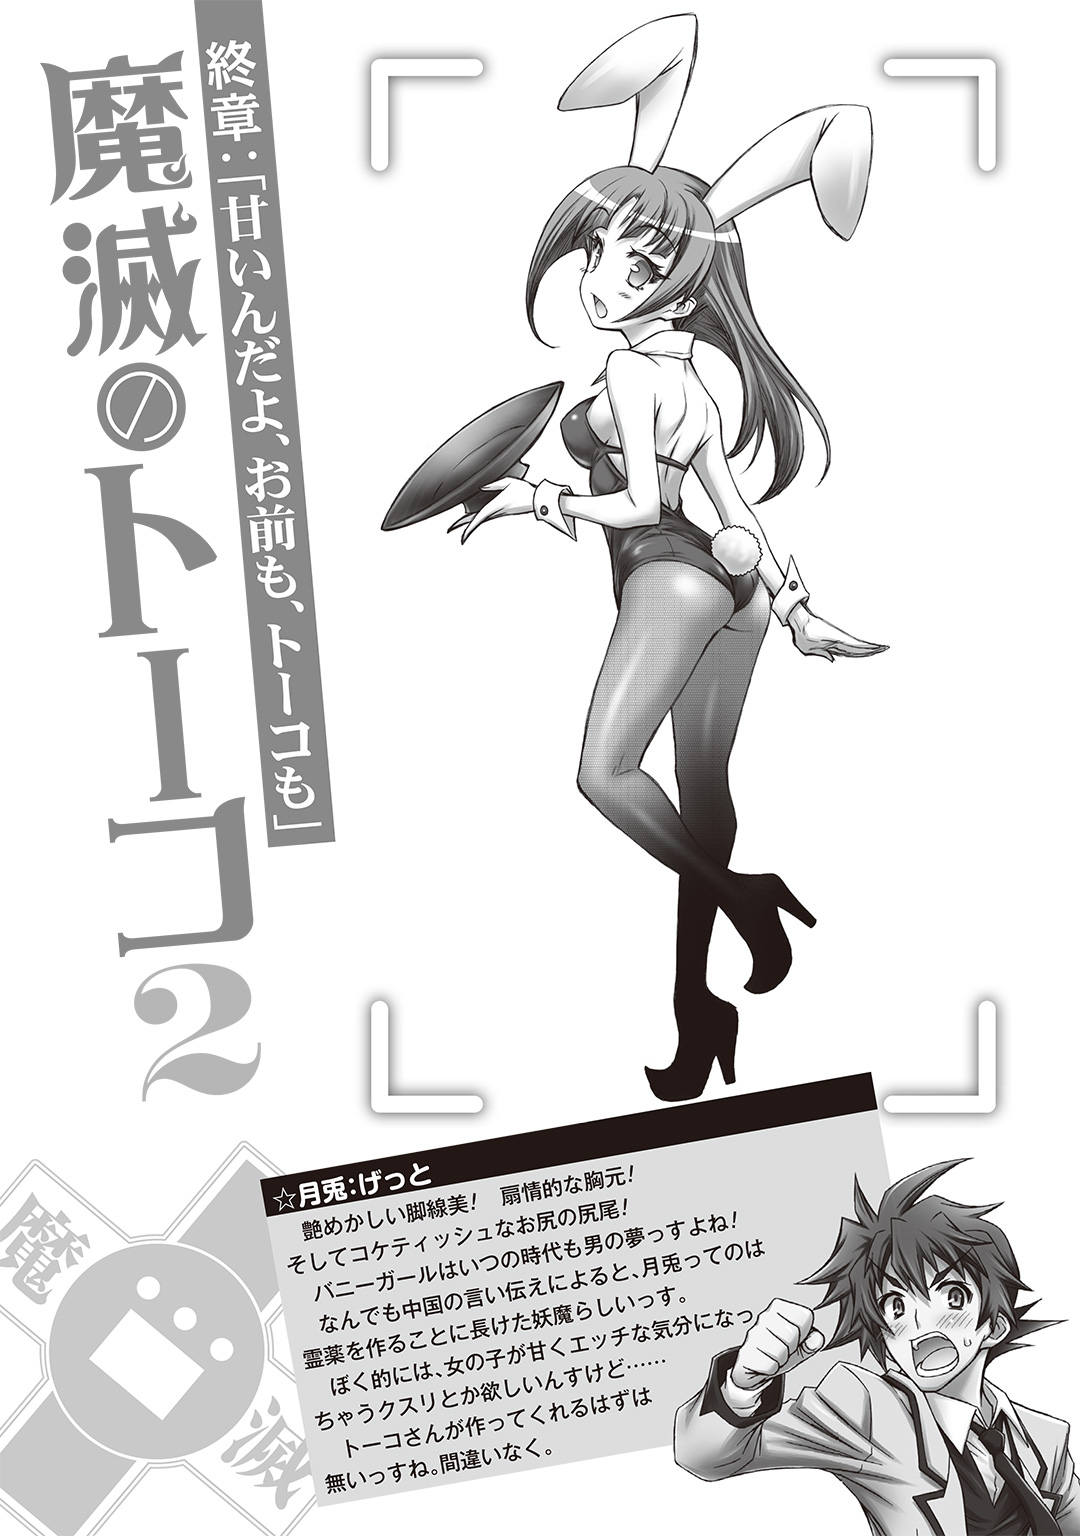 魔滅のトーコ2
終章:「甘いんだよ、お前も、トーコも」
☆月兎:げっと
艶めかしい脚線美! 扇情的な胸元!
そしてコケティッシュなお尻の尻尾!
バニーガールはいつの時代も男の夢っすよね!
なんでも中国の言い伝えによると、月兎ってのは
霊薬を作ることに長けた妖魔らしいっす。
ぼく的には、女の子が甘くエッチな気分になっ
ちゃうクスリとか欲しいんすけど……
トーコさんが作ってくれるはずは
無いっすね。間違いなく。
魔
滅